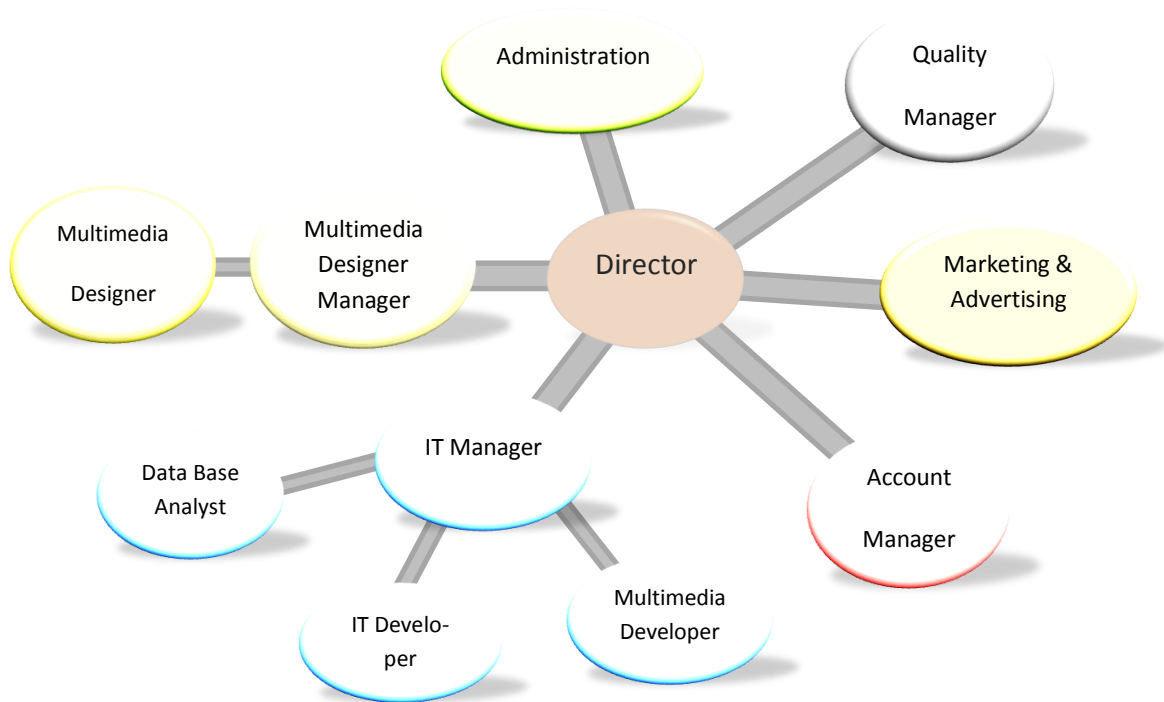 Administration
Quality
Manager
Multimedia
Designer
Multimedia
Designer
Manager
Director
Marketing &
Advertising
IT Manager
Data Base
Analyst
Account
Manager
IT Develo-
per
Multimedia
Developer